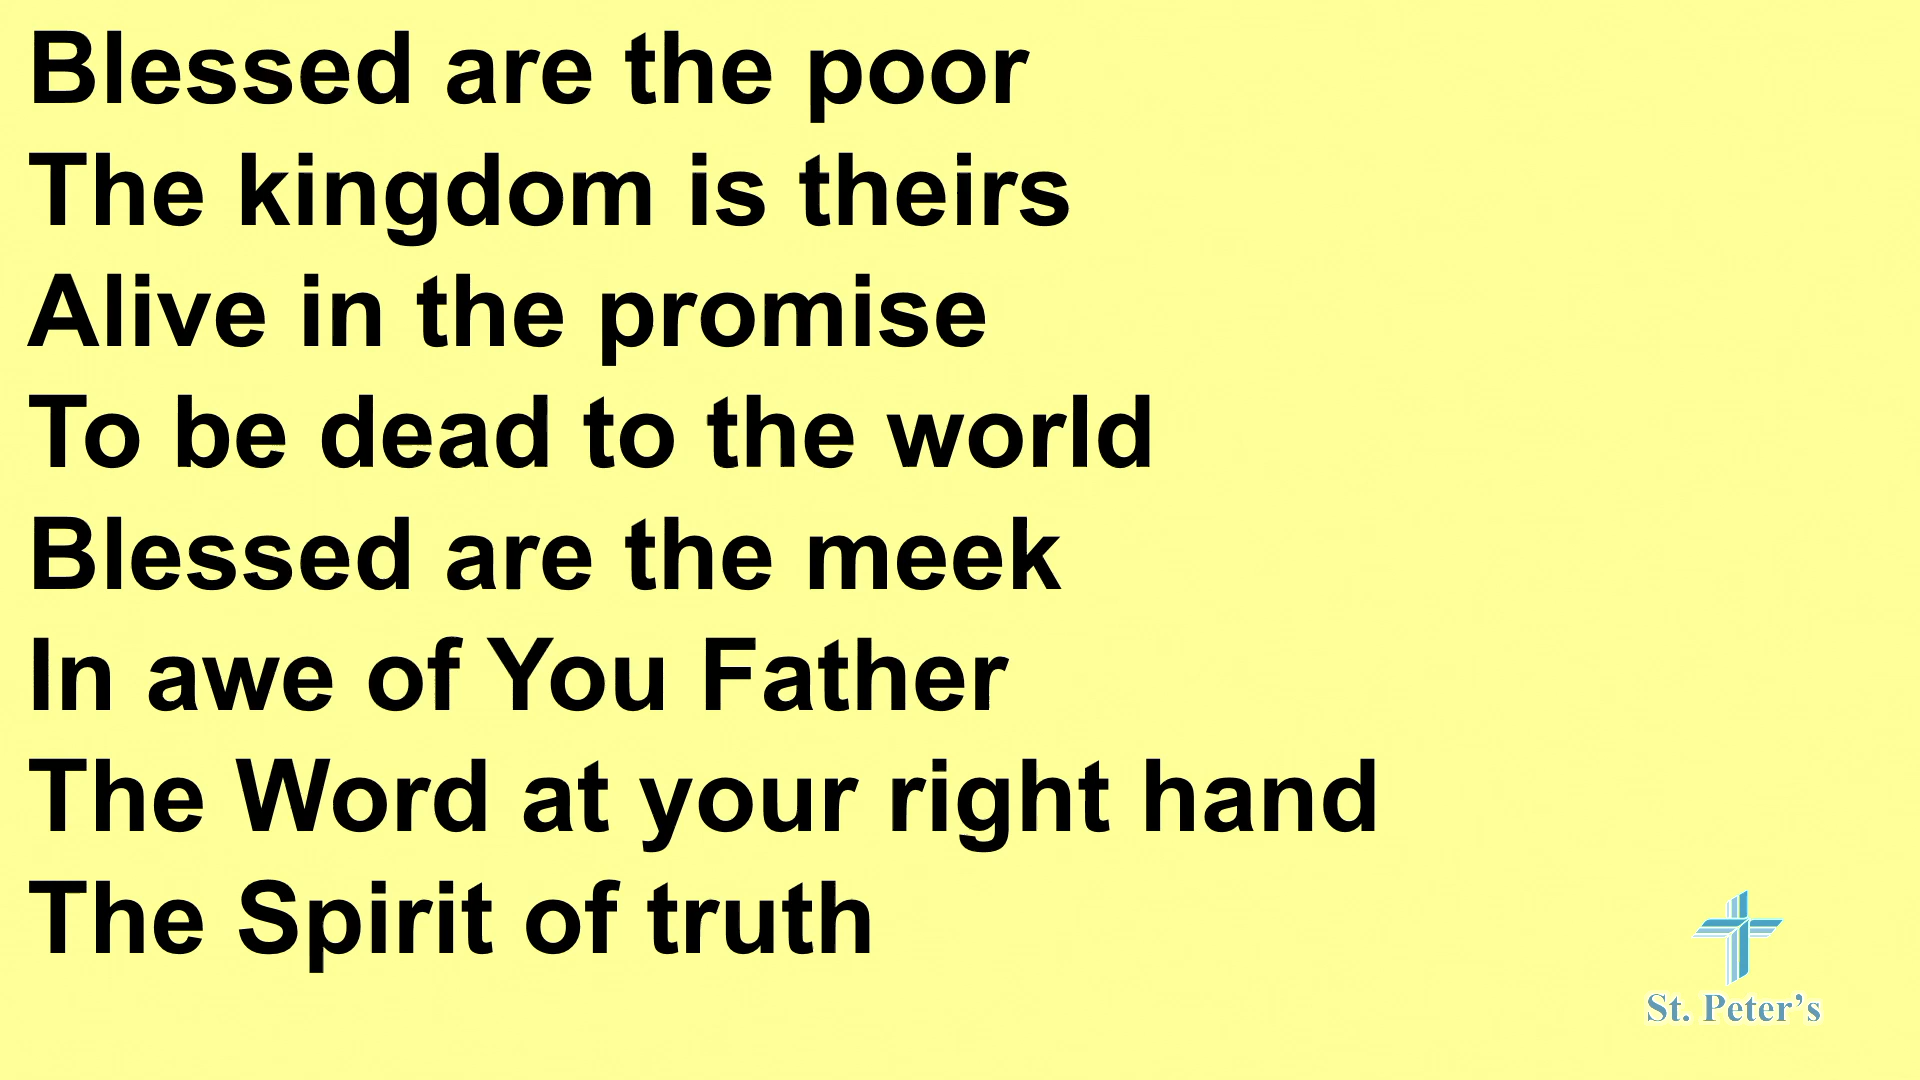 Blessed are the poor
The kingdom is theirs
Alive in the promise
To be dead to the world
Blessed are the meek
In awe of You Father
The Word at your right hand
The Spirit of truth
St. Peter’s